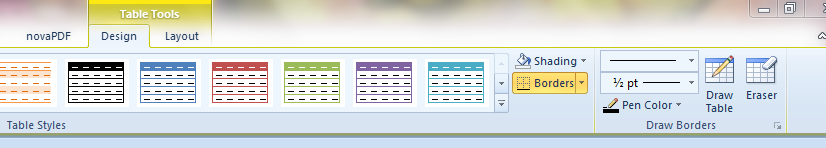 Table Tools
novaPDF Design Layout
Shading
Borders
½ pt
Pen Color
Draw Table
Eraser
Table Styles
Draw Borders